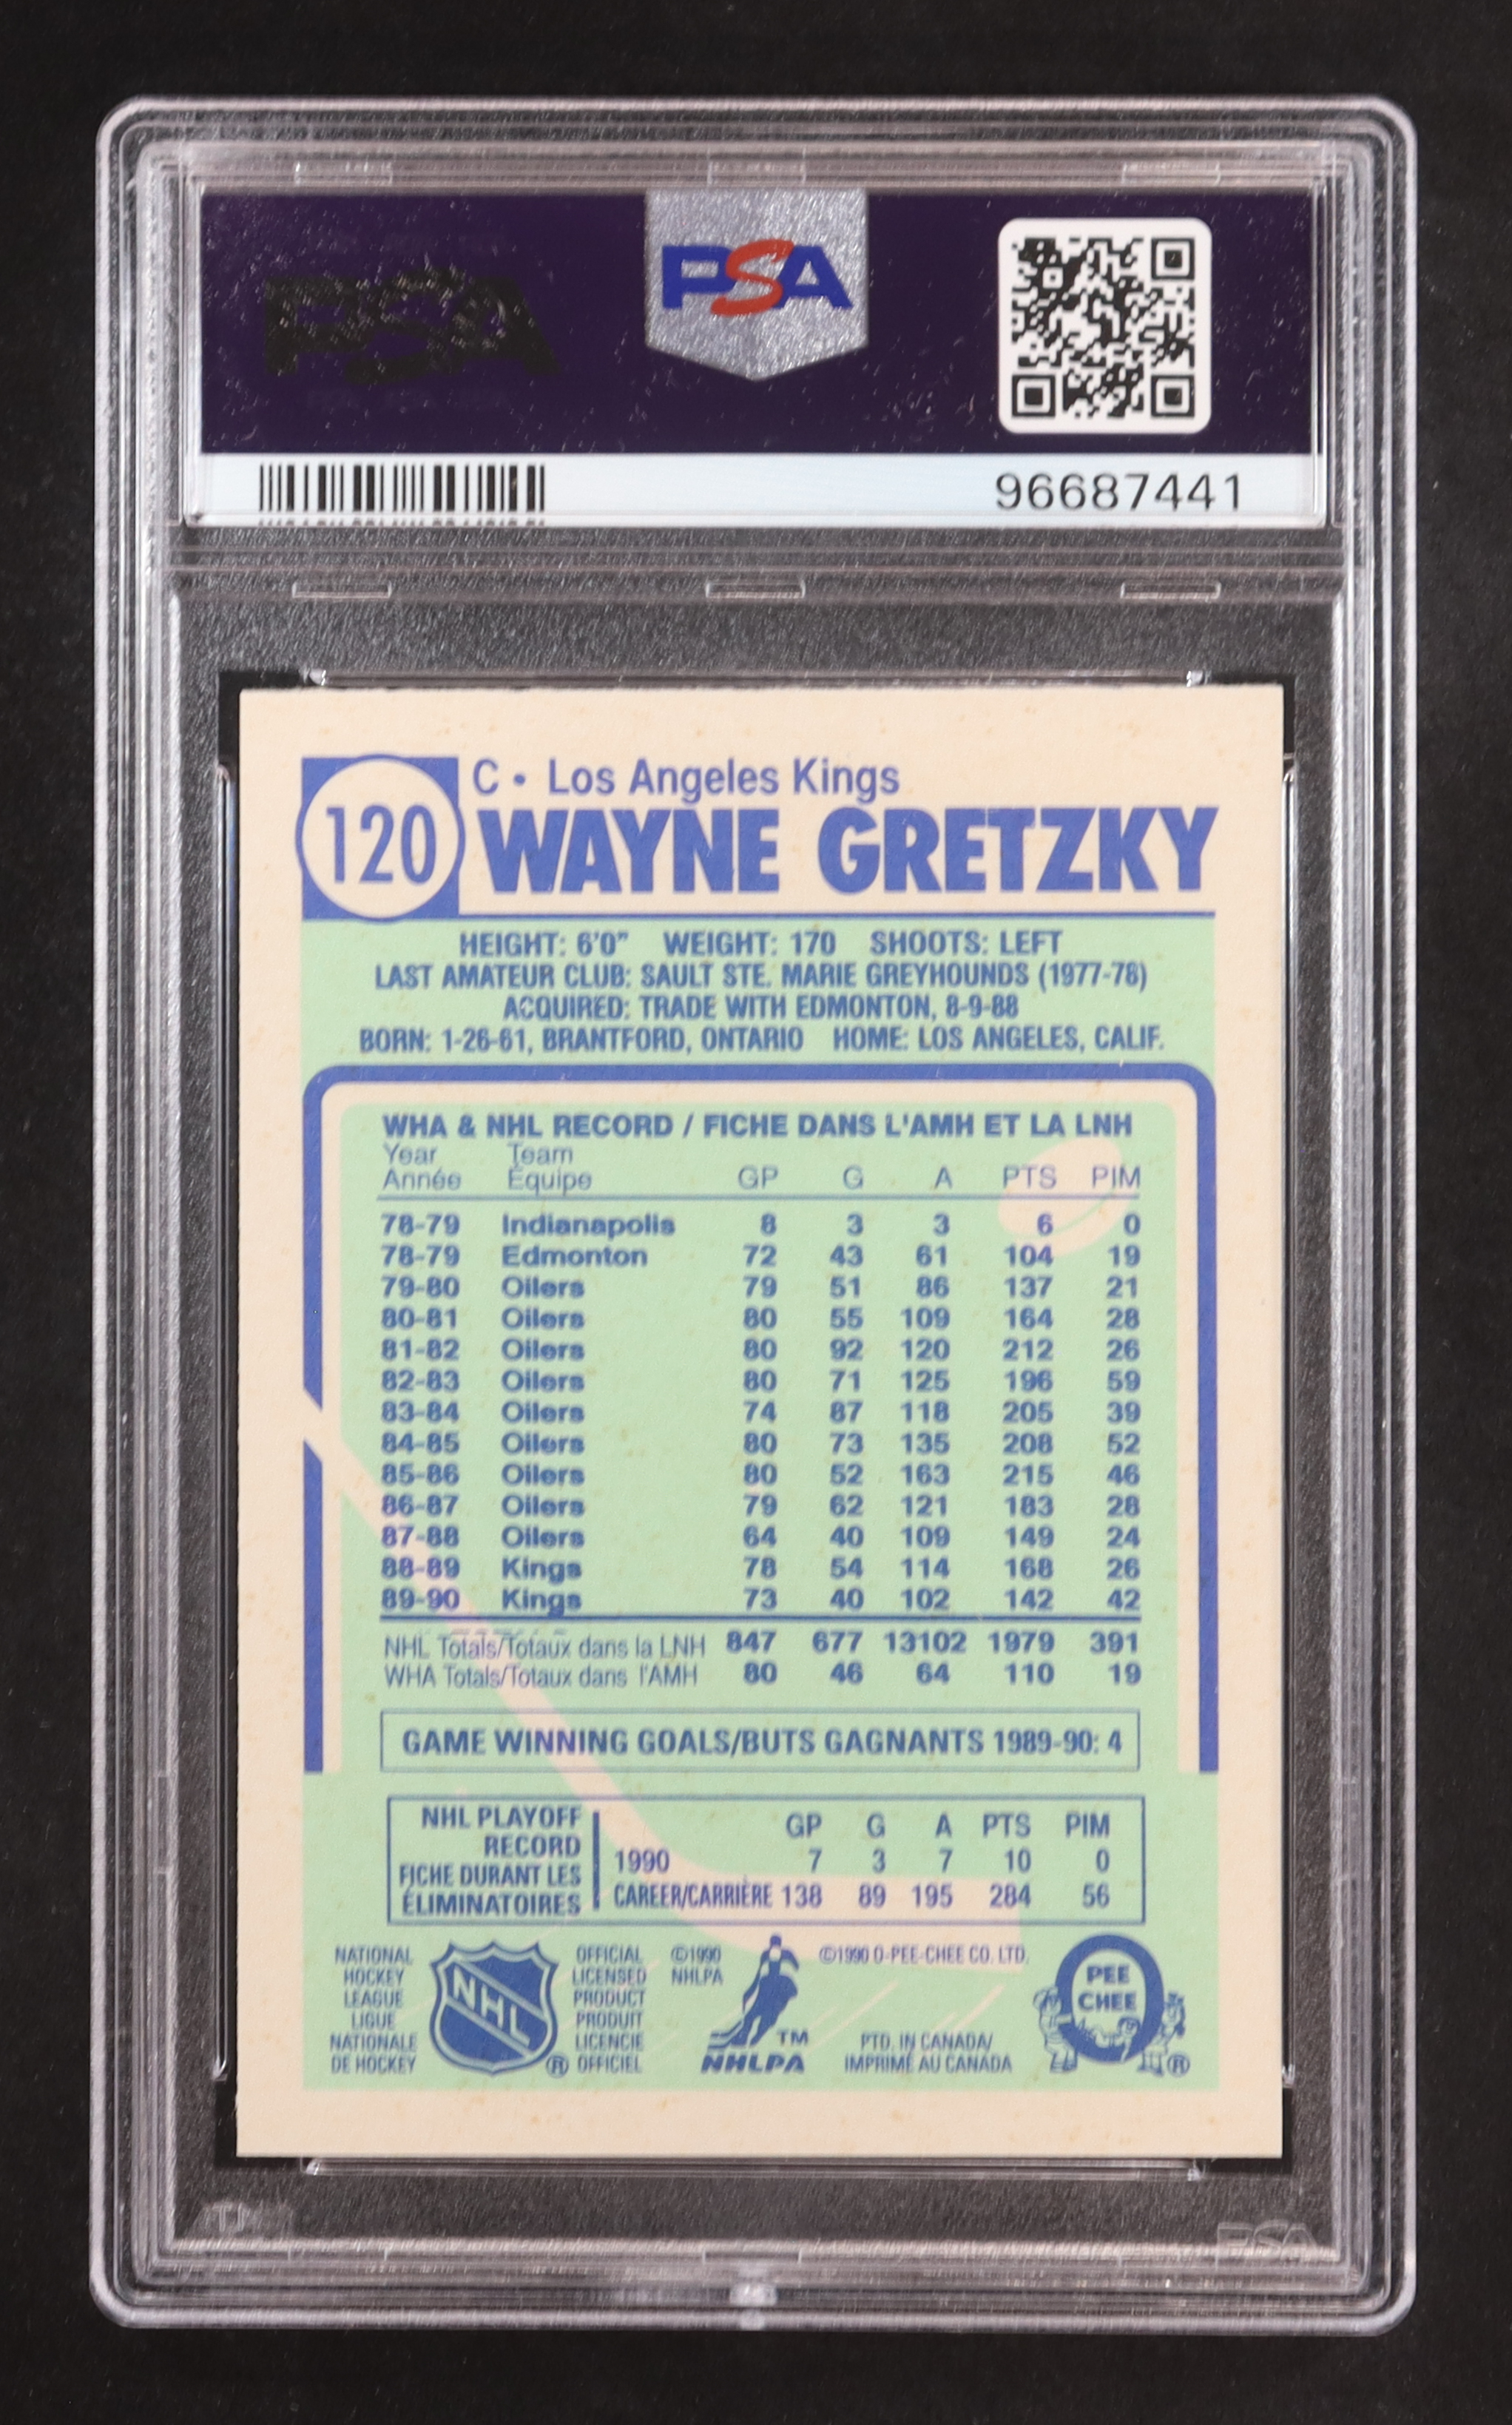 PSA
PSA
96687441
120
C • Los Angeles Kings
WAYNE GRETZKY
HEIGHT: 6'0" WEIGHT: 170 SHOOTS: LEFT
LAST AMATEUR CLUB: SAULT STE. MARIE GREYHOUNDS (1977-78)
ACQUIRED: TRADE WITH EDMONTON, 8-9-88
BORN: 1-26-61, BRANTFORD, ONTARIO HOME: LOS ANGELES, CALIF.
WHA & NHL RECORD / FICHE DANS L'AMH ET LA LNH
Year Team
Année Équipe GP G A PTS PIM
78-79 Indianapolis 8 3 3 6 0
78-79 Edmonton 72 43 61 104 19
79-80 Oilers 79 51 86 137 21
80-81 Oilers 80 55 109 164 28
81-82 Oilers 80 92 120 212 26
82-83 Oilers 80 71 125 196 59
83-84 Oilers 74 87 118 205 39
84-85 Oilers 80 73 135 208 52
85-86 Oilers 80 52 163 215 46
86-87 Oilers 79 62 121 183 28
87-88 Oilers 64 40 109 149 24
88-89 Kings 78 54 114 168 26
89-90 Kings 73 40 102 142 42
NHL Totals/Totaux dans la LNH 847 677 13102 1979 391
WHA Totals/Totaux dans l'AMH 80 46 64 110 19
GAME WINNING GOALS/BUTS GAGNANTS 1989-90: 4
NHL PLAYOFF
RECORD
FICHE DURANT LES
ÉLIMINATOIRES
GP G A PTS PIM
1990 7 3 7 10 0
CAREER/CARRIÈRE 138 89 195 284 56
NATIONAL
HOCKEY
LEAGUE
LIGUE
NATIONALE
DE HOCKEY
NHL
®
OFFICIAL
LICENSED
PRODUCT
PRODUIT
LICENCIE
OFFICIEL
©1990
NHLPA
TM
NHLPA
©1990 O-PEE-CHEE CO. LTD.
PTD. IN CANADA/
IMPRIMÉ AU CANADA
PEE
CHEE
®
PSA